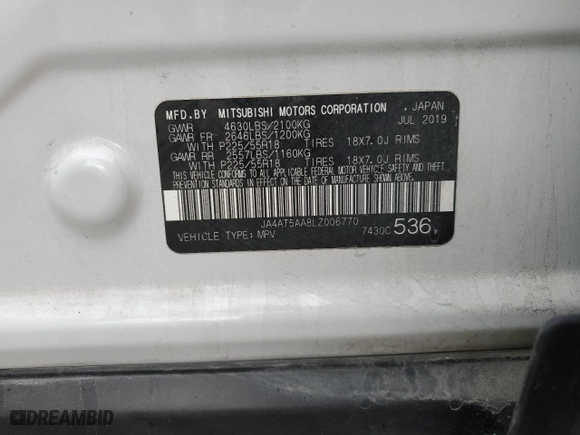 MFD.BY MITSUBISHI MOTORS CORPORATION , JAPAN
GVWR 4630LBS/2100KG JUL 2019
GAWR FR 2646LBS/1200KG
WITH P225/55R18 TIRES 18X7.0J RIMS
GAWR RR 2557LBS/1160KG
WITH P225/55R18 TIRES 18X7.0J RIMS
THIS VEHICLE CONFORMS TO ALL APPLICABLE FEDERAL MOTOR VEHICLE SAFETY AND THEFT PREVENTION STANDARDS IN EFFECT ON THE DATE OF MANUFACTURE SHOWN ABOVE.
JA4AT5AA8LZ006770
VEHICLE TYPE: MPV 7430C 536
DREAMBID